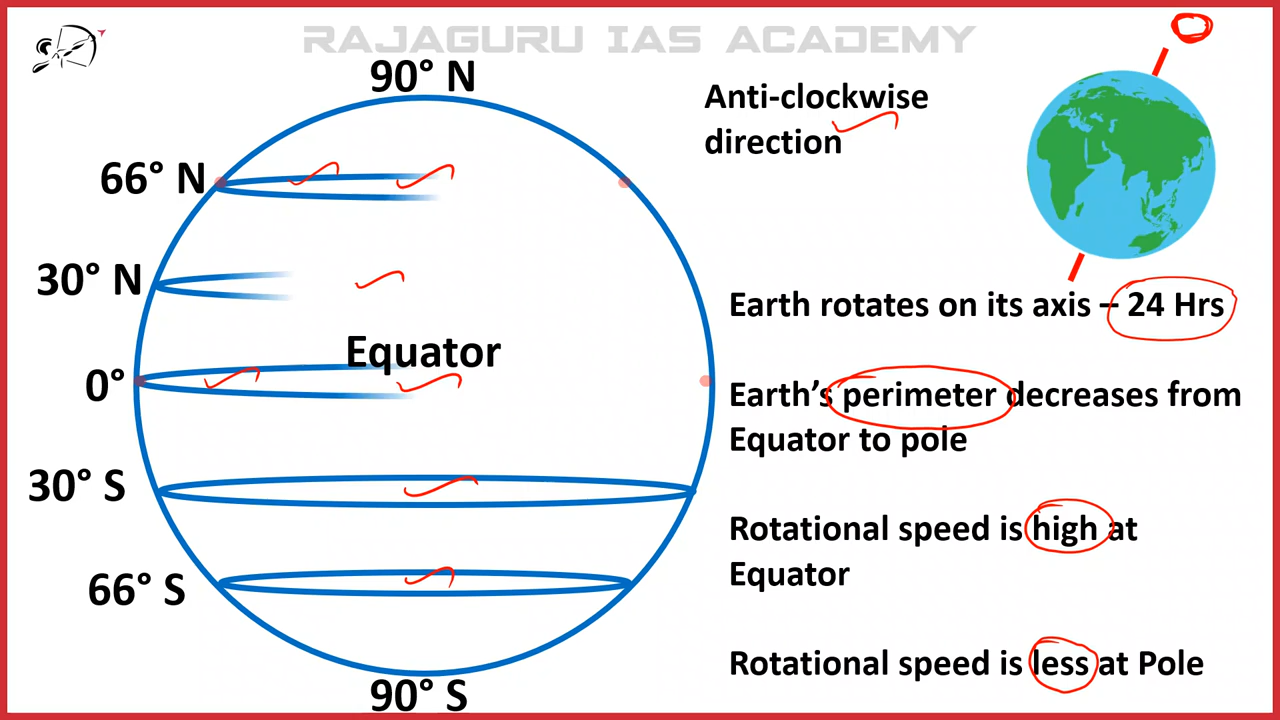 RAJAGURU IAS ACADEMY
90° N
66° N
30° N
Equator
0°
30° S
66° S
90° S
Anti-clockwise
direction
Earth rotates on its axis – 24 Hrs
Earth’s perimeter decreases from
Equator to pole
Rotational speed is high at
Equator
Rotational speed is less at Pole